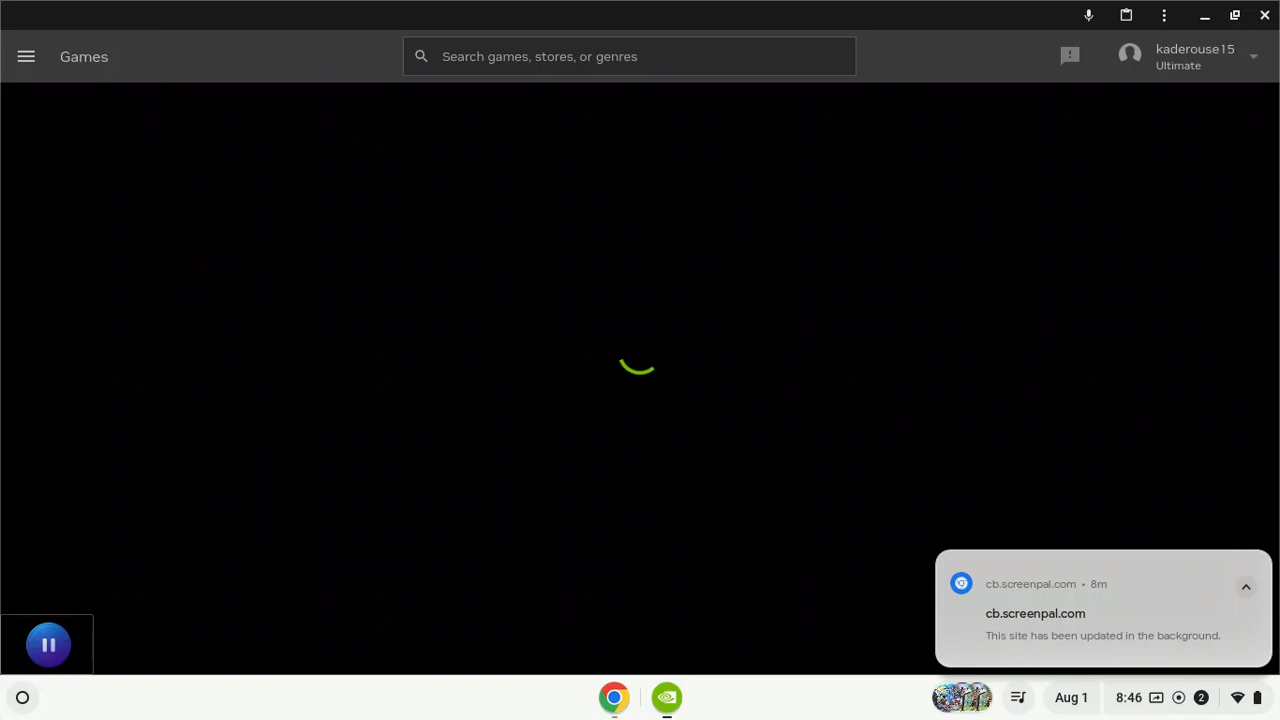 Games
Search games, stores, or genres
kaderouse15
Ultimate
cb.screenpal.com • 8m
cb.screenpal.com
This site has been updated in the background.
Aug 1
8:46
2